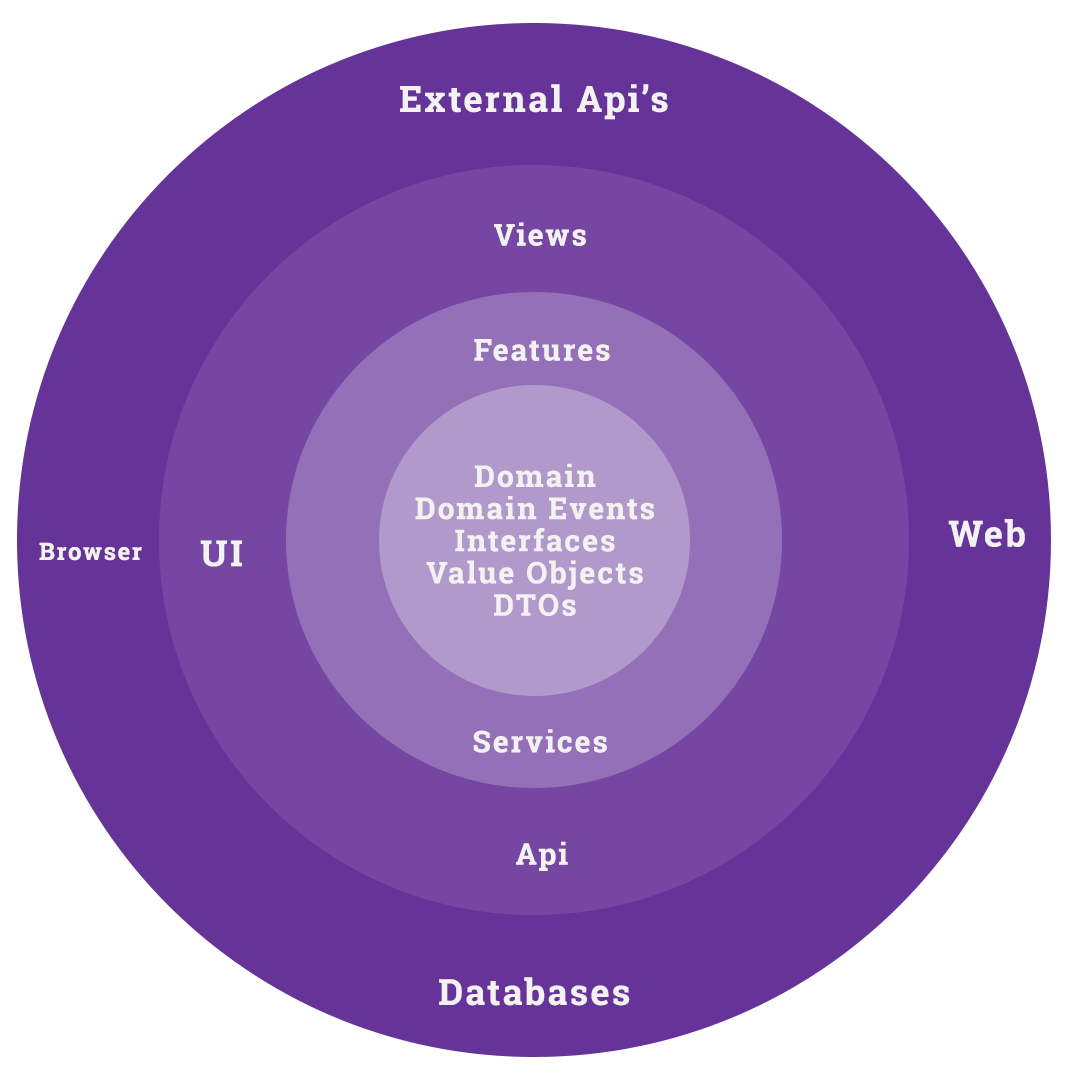 External Api’s
Views
Features
Domain
Domain Events
Interfaces
Value Objects
DTOs
Browser
UI
Web
Services
Api
Databases